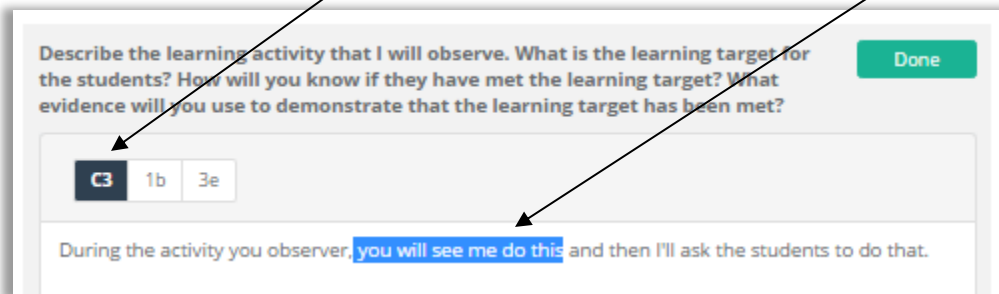 Describe the learning activity that I will observe. What is the learning target for
the students? How will you know if they have met the learning target? What
evidence will you use to demonstrate that the learning target has been met?
Done
C3 1b 3e
During the activity you observer, you will see me do this and then I'll ask the students to do that.